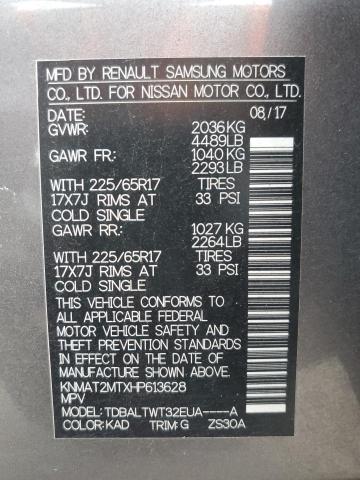 MFD BY RENAULT SAMSUNG MOTORS
CO., LTD. FOR NISSAN MOTOR CO., LTD.
DATE: 08/17
GVWR: 2036KG
4489LB
GAWR FR: 1040 KG
2293LB
WITH 225/65R17 TIRES
17X7J RIMS AT 33 PSI
COLD SINGLE
GAWR RR: 1027 KG
2264LB
WITH 225/65R17 TIRES
17X7J RIMS AT 33 PSI
COLD SINGLE
THIS VEHICLE CONFORMS TO
ALL APPLICABLE FEDERAL
MOTOR VEHICLE SAFETY AND
THEFT PREVENTION STANDARDS
IN EFFECT ON THE DATE OF
MANUFACTURE SHOWN ABOVE.
KNMAT2MTXHP613628
MPV
MODEL: TDBALTWT32EUA----A
COLOR:KAD TRIM:G ZS30A